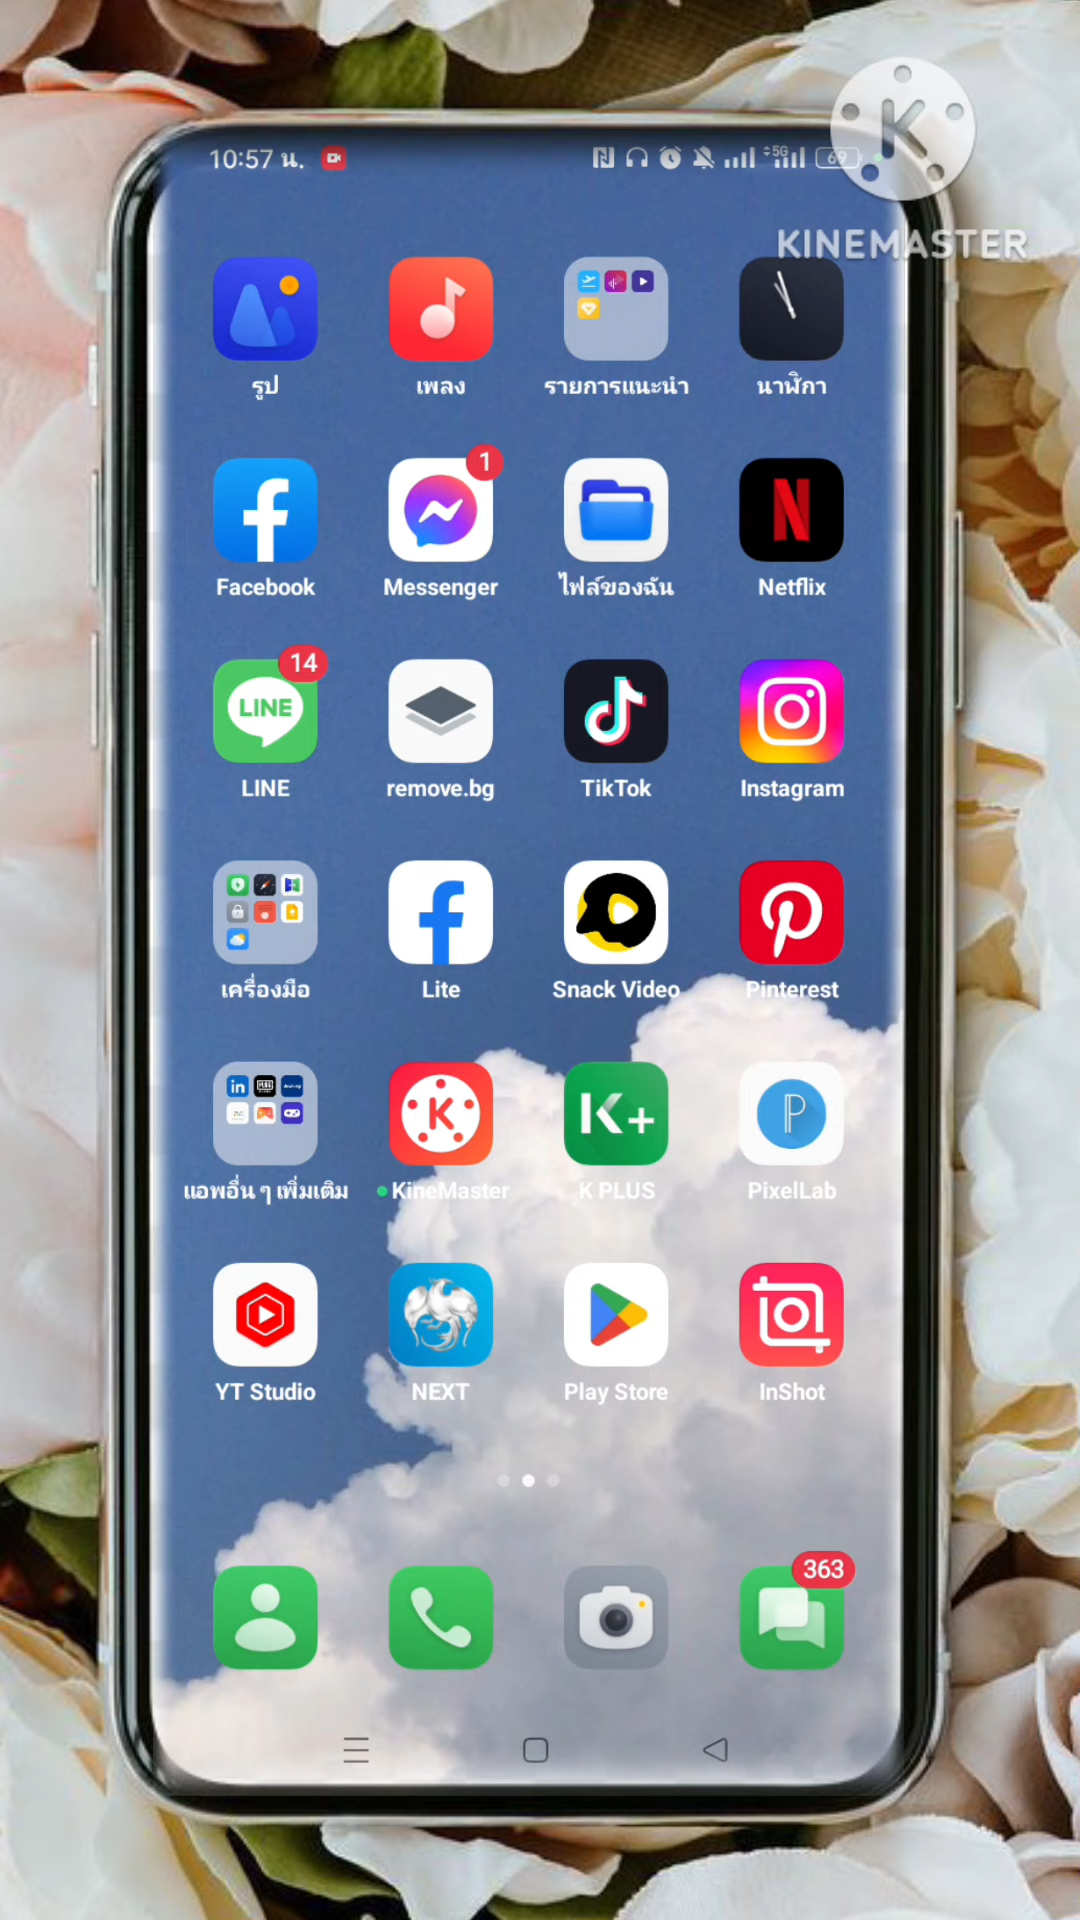 10:57 น.
5G
69
KINEMASTER
รูป
เพลง
รายการแนะนำ
นาฬิกา
1
Facebook
Messenger
ไฟล์ของฉัน
Netflix
14
LINE
LINE
remove.bg
TikTok
Instagram
เครื่องมือ
Lite
Snack Video
Pinterest
in
K
K+
P
แอพอื่น ๆ เพิ่มเติม
KineMaster
K PLUS
PixelLab
YT Studio
NEXT
Play Store
InShot
363